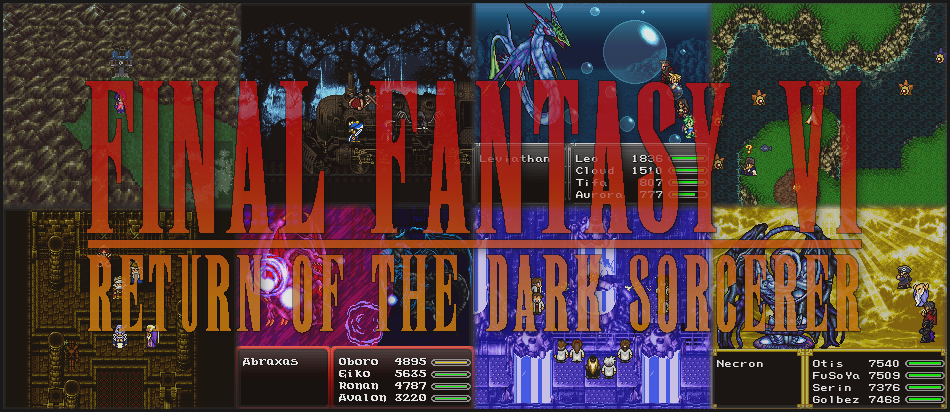 FINAL FANTASY VI
RETURN OF THE DARK SORCERER
Leviathan
Leo 1836
Cloud 1510
Tifa 807
Aurora 777
Abraxas
Oboro 4895
Eiko 5635
Ronan 4787
Avalon 3220
Necron
Otis 7540
FuSoYa 7509
Serin 7376
Golbez 7468